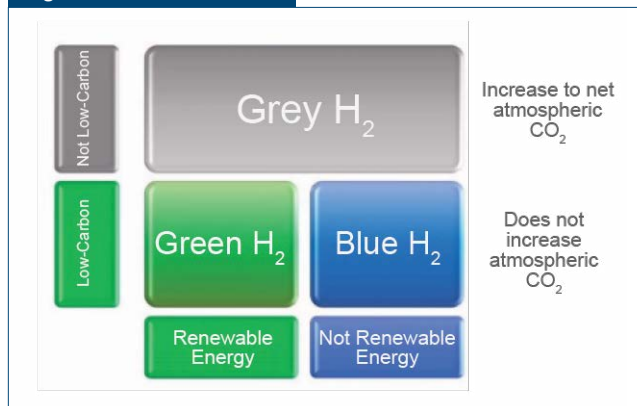 Not Low-Carbon
Grey H₂
Increase to net
atmospheric
CO₂
Low-Carbon
Green H₂
Blue H₂
Does not
increase
atmospheric
CO₂
Renewable
Energy
Not Renewable
Energy